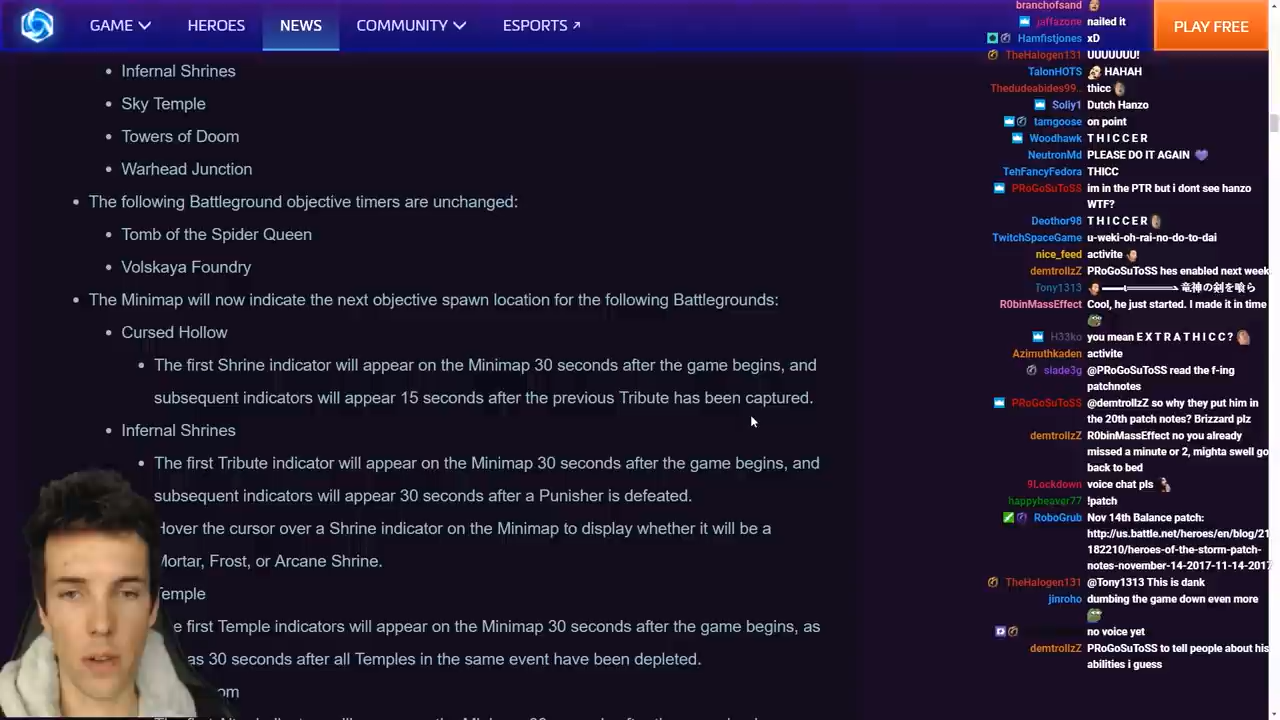 GAME
HEROES
NEWS
COMMUNITY
ESPORTS
PLAY FREE
Infernal Shrines
Sky Temple
Towers of Doom
Warhead Junction
The following Battleground objective timers are unchanged:
Tomb of the Spider Queen
Volskaya Foundry
The Minimap will now indicate the next objective spawn location for the following Battlegrounds:
Cursed Hollow
The first Shrine indicator will appear on the Minimap 30 seconds after the game begins, and
subsequent indicators will appear 15 seconds after the previous Tribute has been captured.
Infernal Shrines
The first Tribute indicator will appear on the Minimap 30 seconds after the game begins, and
subsequent indicators will appear 30 seconds after a Punisher is defeated.
Hover the cursor over a Shrine indicator on the Minimap to display whether it will be a
Mortar, Frost, or Arcane Shrine.
Temple
first Temple indicators will appear on the Minimap 30 seconds after the game begins, as
as 30 seconds after all Temples in the same event have been depleted.
oom
branchofsand
jaffazone nailed it
Hamfistjones xD
TheHalogen131 UUUUUUU!
TalonHOTS HAHAH
Thedudeabides99.. thicc
Soliy1 Dutch Hanzo
tamgoose on point
Woodhawk T H I C C E R
NeutronMd PLEASE DO IT AGAIN
TehFancyFedora THICC
PRoGoSuToSS im in the PTR but i dont see hanzo
WTF?
Deothor98 T H I C C E R
TwitchSpaceGame u-weki-oh-rai-no-do-to-dai
nice_feed activite
demtrollzZ PRoGoSuToSS hes enabled next week
Tony1313 竜神の剣を喰ら
R0binMassEffect Cool, he just started. I made it in time
H33ko you mean E X T R A T H I C C ?
Azimuthkaden activite
slade3g @PRoGoSuToSS read the f-ing
patchnotes
PRoGoSuToSS @demtrollzZ so why they put him in
the 20th patch notes? Brizzard plz
demtrollzZ R0binMassEffect no you already
missed a minute or 2, mighta swell go
back to bed
9Lockdown voice chat pls
happybeaver77 !patch
RoboGrub Nov 14th Balance patch:
http://us.battle.net/heroes/en/blog/21
182210/heroes-of-the-storm-patch-
notes-november-14-2017-11-14-2017
TheHalogen131 @Tony1313 This is dank
jinroho dumbing the game down even more
no voice yet
demtrollzZ PRoGoSuToSS to tell people about his
abilities i guess